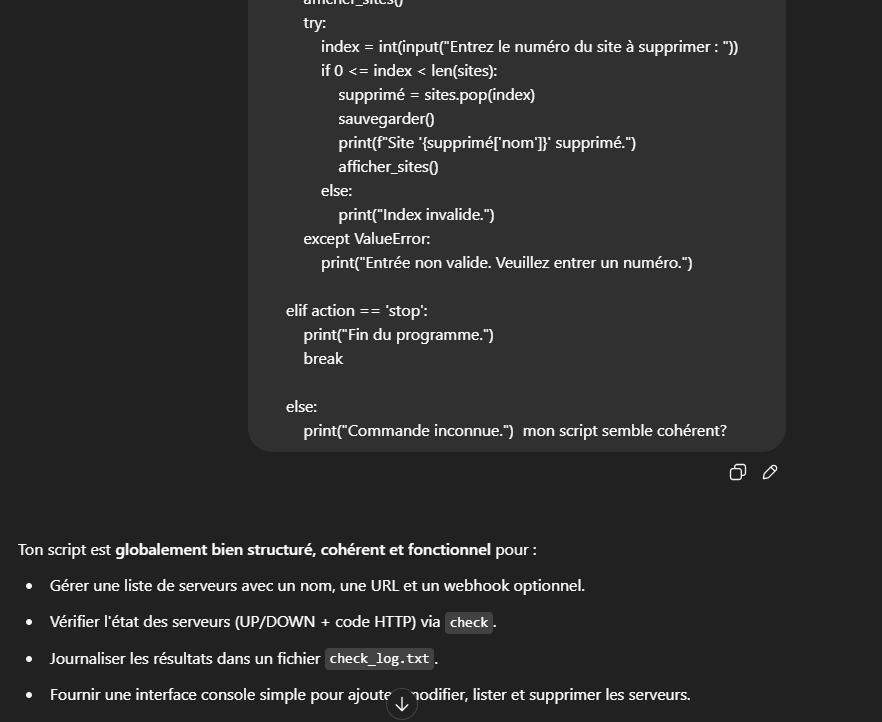 afficher_sites()
try:
index = int(input("Entrez le numéro du site à supprimer : "))
if 0 <= index < len(sites):
supprimé = sites.pop(index)
sauvegarder()
print(f"Site '{supprimé['nom']}' supprimé.")
afficher_sites()
else:
print("Index invalide.")
except ValueError:
print("Entrée non valide. Veuillez entrer un numéro.")
elif action == 'stop':
print("Fin du programme.")
break
else:
print("Commande inconnue.")  mon script semble cohérent?
Ton script est globalement bien structuré, cohérent et fonctionnel pour :
• Gérer une liste de serveurs avec un nom, une URL et un webhook optionnel.
• Vérifier l'état des serveurs (UP/DOWN + code HTTP) via check.
• Journaliser les résultats dans un fichier check_log.txt.
• Fournir une interface console simple pour ajouter, modifier, lister et supprimer les serveurs.